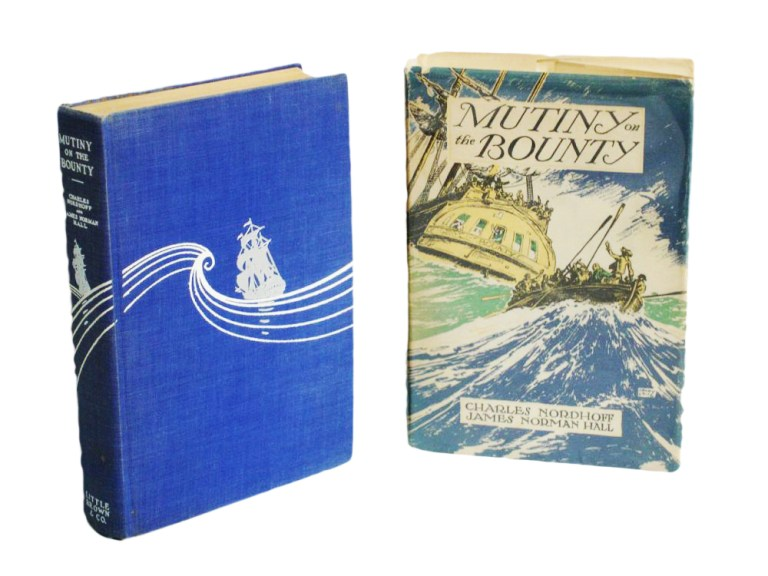 MUTINY
ON THE
BOUNTY
CHARLES
NORDHOFF
AND
JAMES NORMAN
HALL
LITTLE
BROWN
& CO.
MUTINY on
the BOUNTY
CHARLES NORDHOFF
JAMES NORMAN HALL